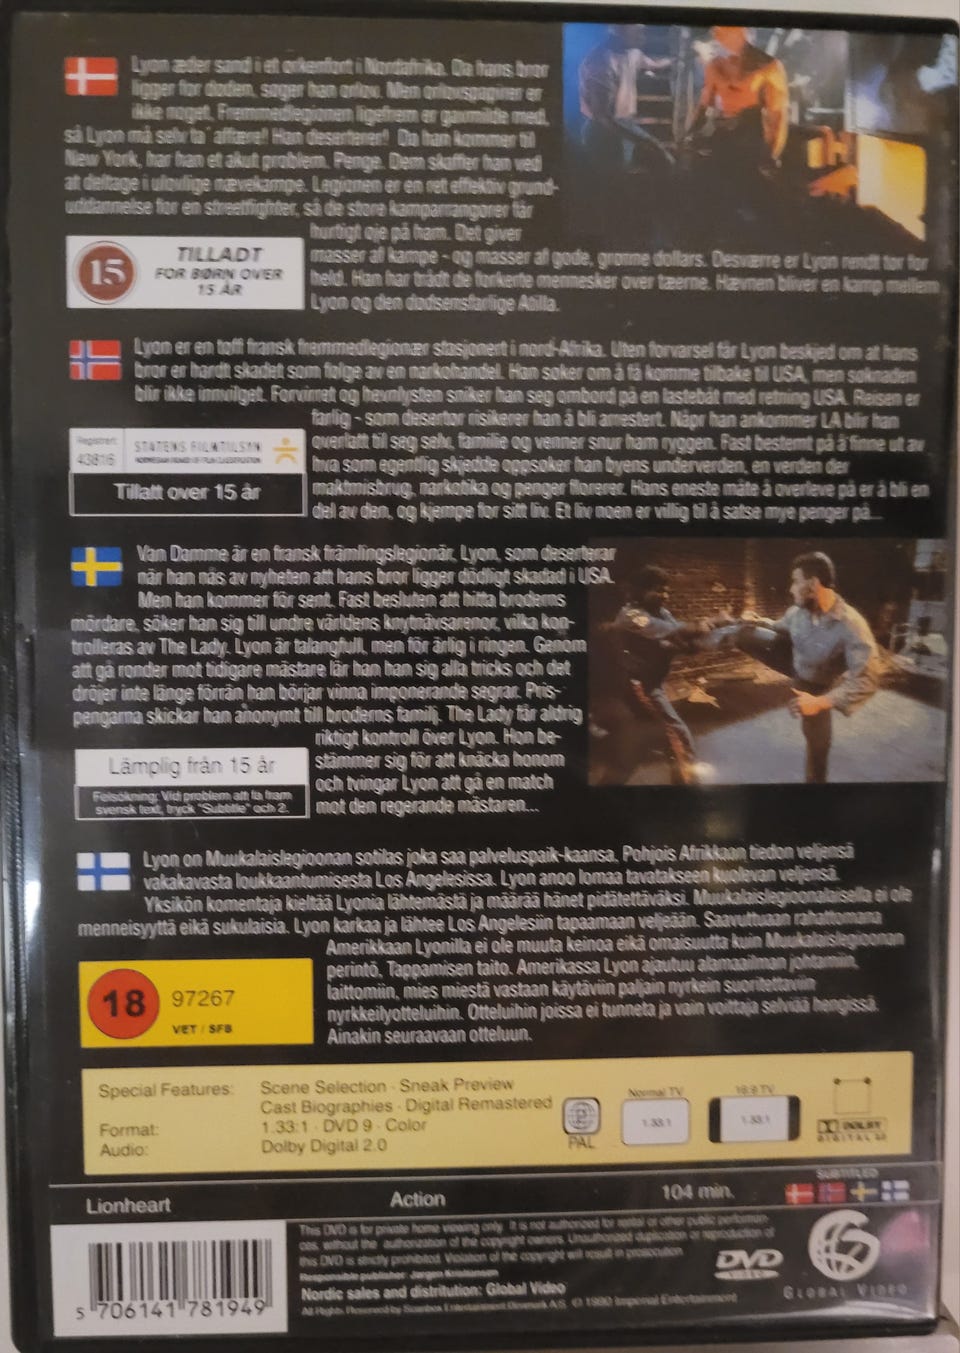 Lyon æder sand i et ørkenfort i Nordafrika. Da hans bror
ligger for døden, søger han orlov. Men orlovspapirer er
ikke noget, Fremmedlegionen ligefrem er gavmilde med,
så Lyon må selv ta' affære! Han deserterer! Da han kommer til
New York, har han et akut problem. Penge. Dem skaffer han ved
at deltage i ulovlige nævekampe. Legionen er en ret effektiv grund-
uddannelse for en streetfighter, så de store kamparrangører får
hurtigt øje på ham. Det giver
masser af kampe - og masser af gode, grønne dollars. Desværre er Lyon rendt tør for
held. Han har trådt de forkerte mennesker over tæerne. Hævnen bliver en kamp mellem
Lyon og den dødsensfarlige Atilla.
15
TILLADT
FOR BØRN OVER
15 ÅR
Lyon er en tøff fransk fremmedlegionær stasjonert i nord-Afrika. Uten forvarsel får Lyon beskjed om at hans
bror er hardt skadet som følge av en narkohandel. Han søker om å få komme tilbake til USA, men søknaden
blir ikke innvilget. Forvirret og hevnlysten sniker han seg ombord på en lastebåt med retning USA. Reisen er
farlig - som desertør risikerer han å bli arrestert. Når han ankommer LA blir han
overlatt til seg selv, familie og venner snur ham ryggen. Fast bestemt på å finne ut av
hva som egentlig skjedde oppsøker han byens underverden, en verden der
maktmisbrug, narkotika og penger florerer. Hans eneste måte å overleve på er å bli en
del av den, og kjempe for sitt liv. Et liv noen er villig til å satse mye penger på...
Registrert:
43816
STATENS FILMTILSYN
NORWEGIAN BOARD OF FILM CLASSIFICATION
Tillatt over 15 år
Van Damme är en fransk främlingslegionär, Lyon, som deserterar
när han nås av nyheten att hans bror ligger dödligt skadad i USA.
Men han kommer för sent. Fast besluten att hitta broderns
mördare, söker han sig till undre världens knytnävsarenor, vilka kon-
trolleras av The Lady. Lyon är talangfull, men för ärlig i ringen. Genom
att gå ronder mot tidigare mästare lär han han sig alla tricks och det
dröjer inte länge förrän han börjar vinna imponerande segrar. Pris-
pengarna skickar han anonymt till broderns familj. The Lady får aldrig
riktigt kontroll över Lyon. Hon be-
stämmer sig för att knäcka honom
och tvingar Lyon att gå en match
mot den regerande mästaren...
Lämplig från 15 år
Felsökning: Vid problem att få fram
svensk text, tryck "Subtitle" och 2.
Lyon on Muukalaislegioonan sotilas joka saa palveluspaik-kaansa, Pohjois Afrikkaan tiedon veljensä
vakakavasta loukkaantumisesta Los Angelesissa. Lyon anoo lomaa tavatakseen kuolevan veljensä.
Yksikön komentaja kieltää Lyonia lähtemästä ja määrää hänet pidätettäväksi. Muukalaislegioonalaisella ei ole
menneisyyttä eikä sukulaisia. Lyon karkaa ja lähtee Los Angelesiin tapaamaan veljeään. Saavuttuaan rahattomana
Amerikkaan Lyonilla ei ole muuta keinoa eikä omaisuutta kuin Muukalaislegioonan
perintö. Tappamisen taito. Amerikassa Lyon ajautuu alamaailman johtamiin,
laittomiin, mies miestä vastaan käytäviin paljain nyrkein suoritettaviin
nyrkkeilyotteluihin. Otteluihin joissa ei tunneta ja vain voittaja selviää hengissä.
Ainakin seuraavaan otteluun.
18
97267
VET / SFB
Special Features: Scene Selection · Sneak Preview
Cast Biographies · Digital Remastered
Format: 1.33:1 · DVD 9 · Color
Audio: Dolby Digital 2.0
PAL
Normal TV
1.33:1
16:9 TV
1.33:1
DOLBY
DIGITAL
Lionheart
Action
104 min.
SUBTITLED
This DVD is for private home viewing only. It is not authorized for rental or other public performan-
ces, without the authorization of the copyright owners. Unauthorized duplication or reproduction of
this DVD is strictly prohibited. Violation of the copyright will result in prosecution.
Responsible publisher:
Nordic sales and distribution: Global Video
All Rights Reserved by Scanbox Entertainment Denmark A/S. © 1990 Imperial Entertainment
DVD
VIDEO
GLOBAL VIDEO
5 706141 781949